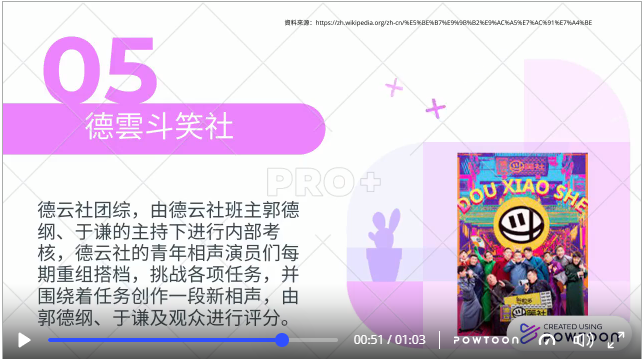 资料来源：https://zh.wikipedia.org/zh-cn/%E5%BE%B7%E9%9B%B2%E9%AC%A5%E7%AC%91%E7%A4%BE
05
德雲斗笑社
PRO+
DOU XIAO SHE
德云社团综，由德云社班主郭德
纲、于谦的主持下进行内部考
核，德云社的青年相声演员们每
期重组搭档，挑战各项任务，并
围绕着任务创作一段新相声，由
郭德纲、于谦及观众进行评分。
CREATED USING
POWTOON
00:51 / 01:03
POWTOON